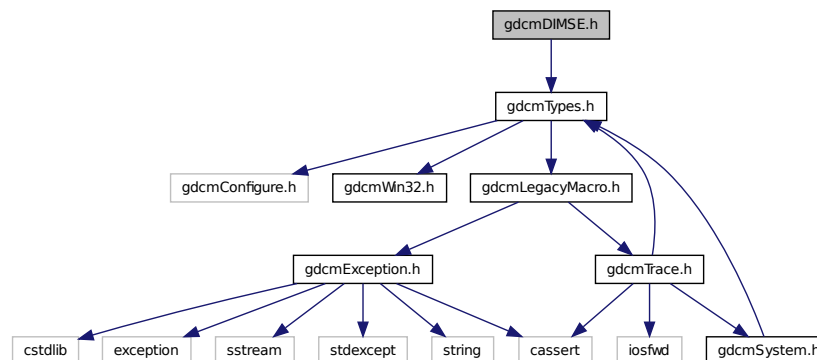 gdcmDIMSE.h
gdcmTypes.h
gdcmConfigure.h
gdcmWin32.h
gdcmLegacyMacro.h
gdcmException.h
gdcmTrace.h
cstdlib
exception
sstream
stdexcept
string
cassert
iosfwd
gdcmSystem.h